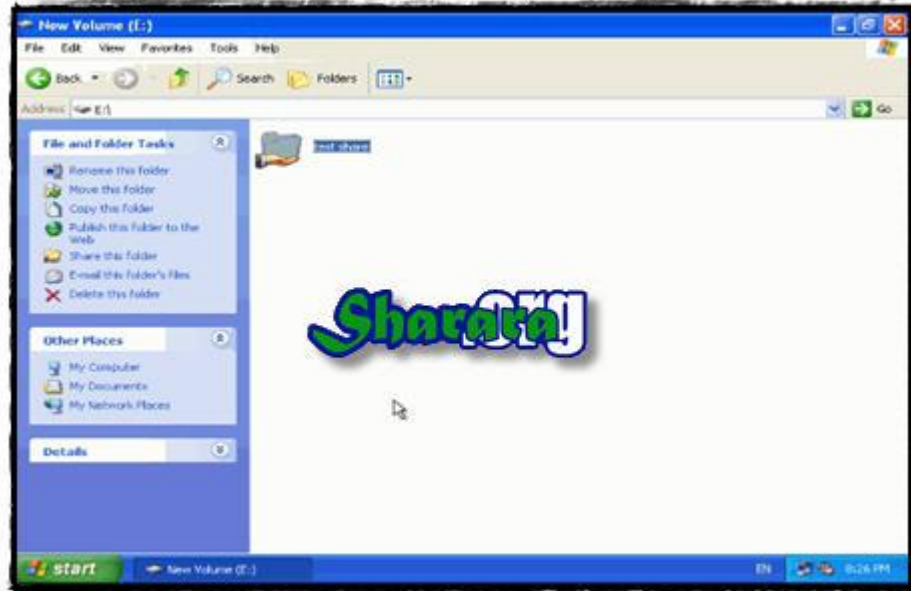 New Volume (E:)
File Edit View Favorites Tools Help
Back Search Folders
Address E:\ Go
File and Folder Tasks
Rename this folder
Move this folder
Copy this folder
Publish this folder to the
Web
Share this folder
E-mail this folder's files
Delete this folder
Other Places
My Computer
My Documents
My Network Places
Details
test share
Sharara.org
start New Volume (E:) EN 8:26 PM